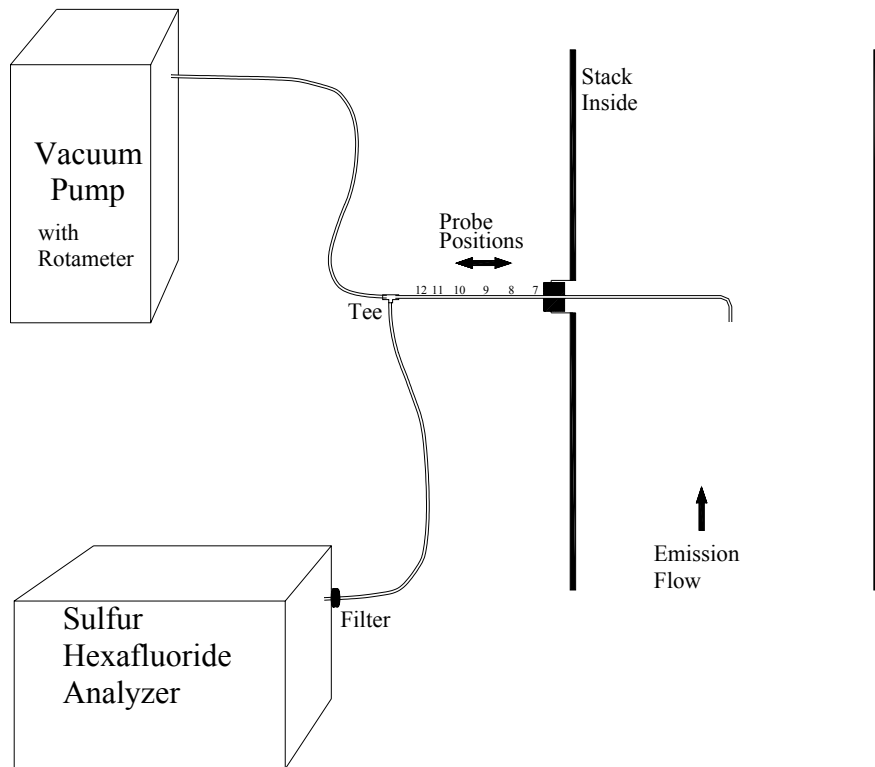 Vacuum
Pump
with
Rotameter
Stack
Inside
Probe
Positions
12 11 10 9 8 7
Tee
Emission
Flow
Filter
Sulfur
Hexafluoride
Analyzer